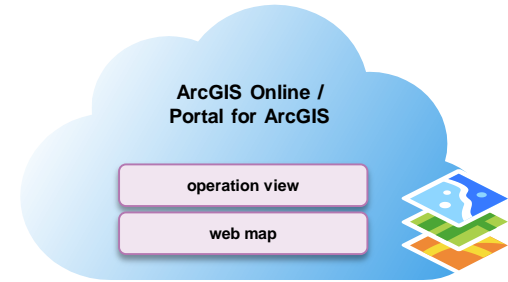 ArcGIS Online /
Portal for ArcGIS
operation view
web map